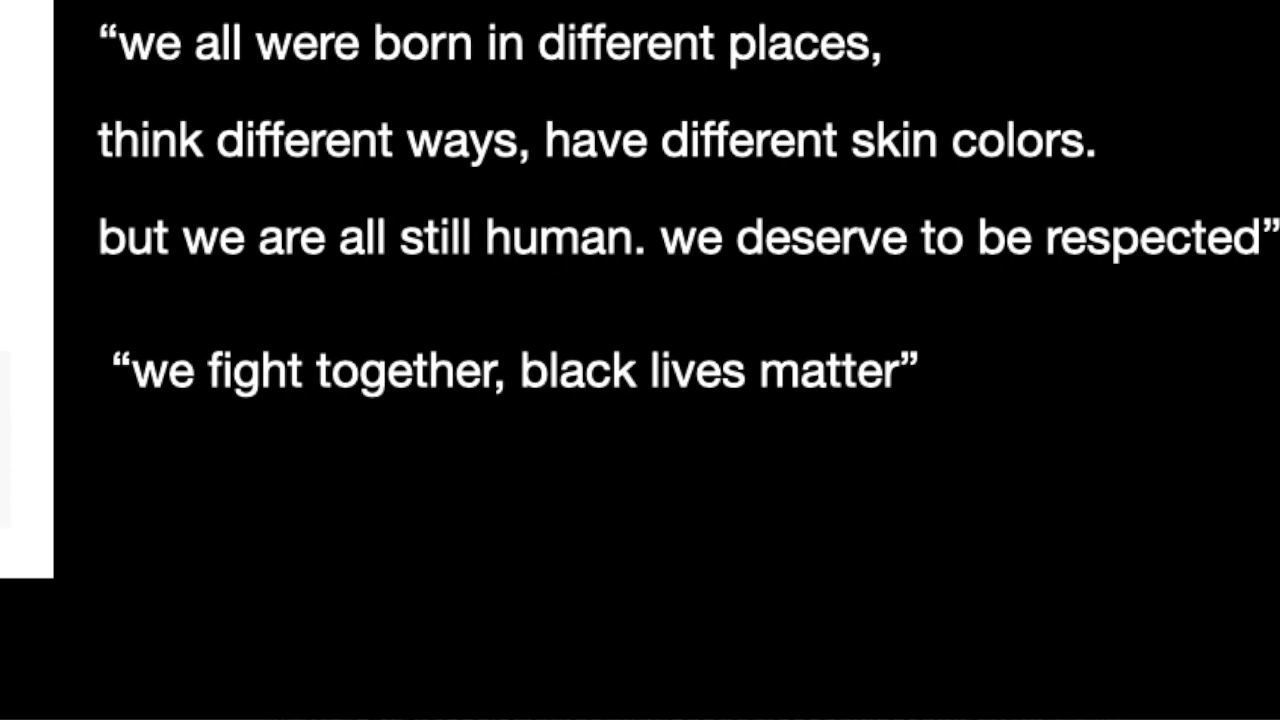 “we all were born in different places,
think different ways, have different skin colors.
but we are all still human. we deserve to be respected”
“we fight together, black lives matter”